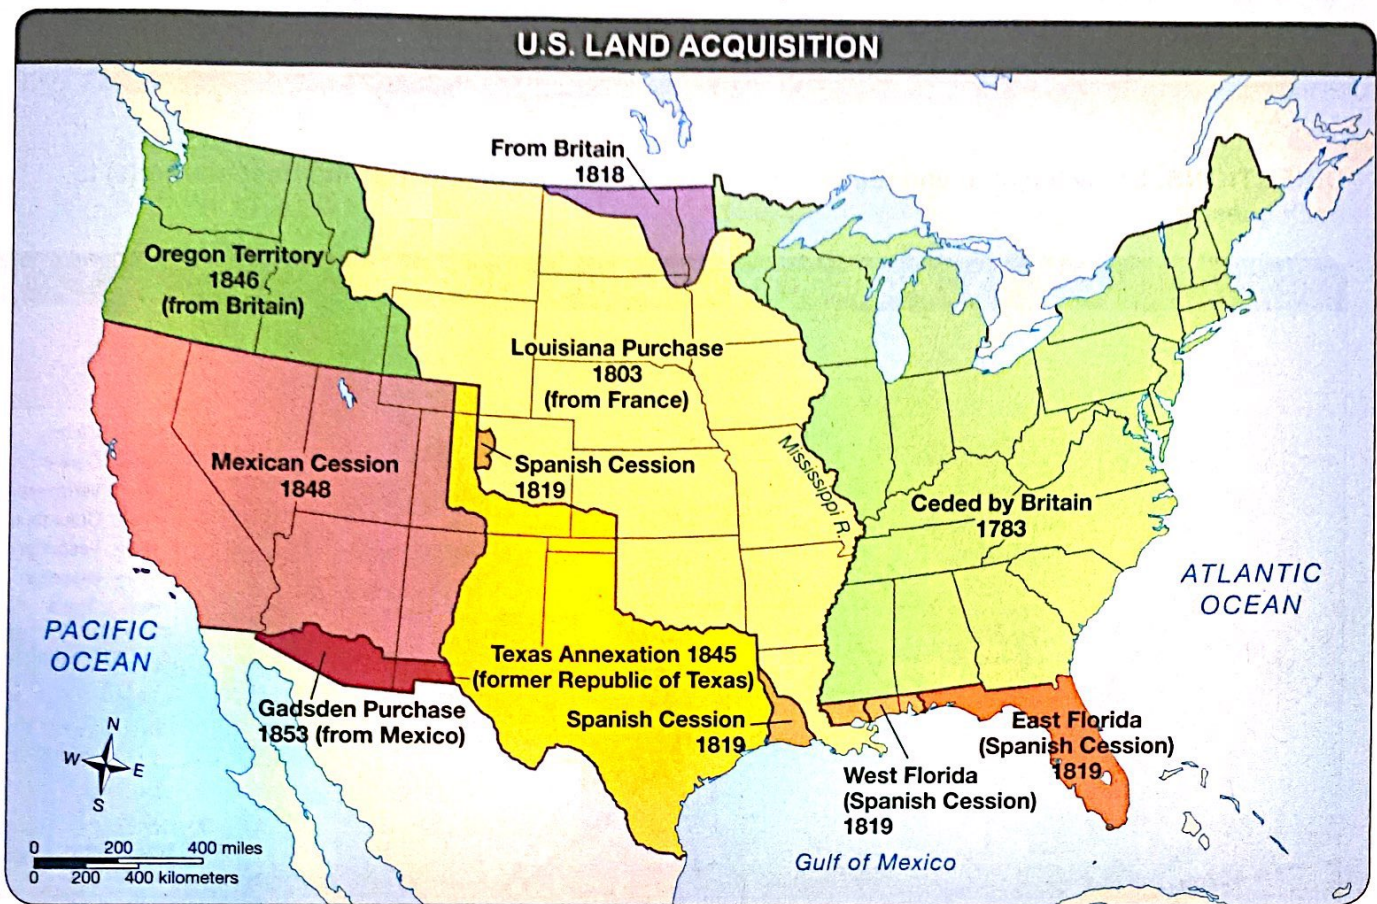 U.S. LAND ACQUISITION
From Britain
1818
Oregon Territory
1846
(from Britain)
Louisiana Purchase
1803
(from France)
Mississippi R.
Mexican Cession
1848
Spanish Cession
1819
Ceded by Britain
1783
ATLANTIC
OCEAN
PACIFIC
OCEAN
Texas Annexation 1845
(former Republic of Texas)
Gadsden Purchase
1853 (from Mexico)
Spanish Cession
1819
East Florida
(Spanish Cession)
1819
West Florida
(Spanish Cession)
1819
Gulf of Mexico
N
W E
S
0 200 400 miles
0 200 400 kilometers